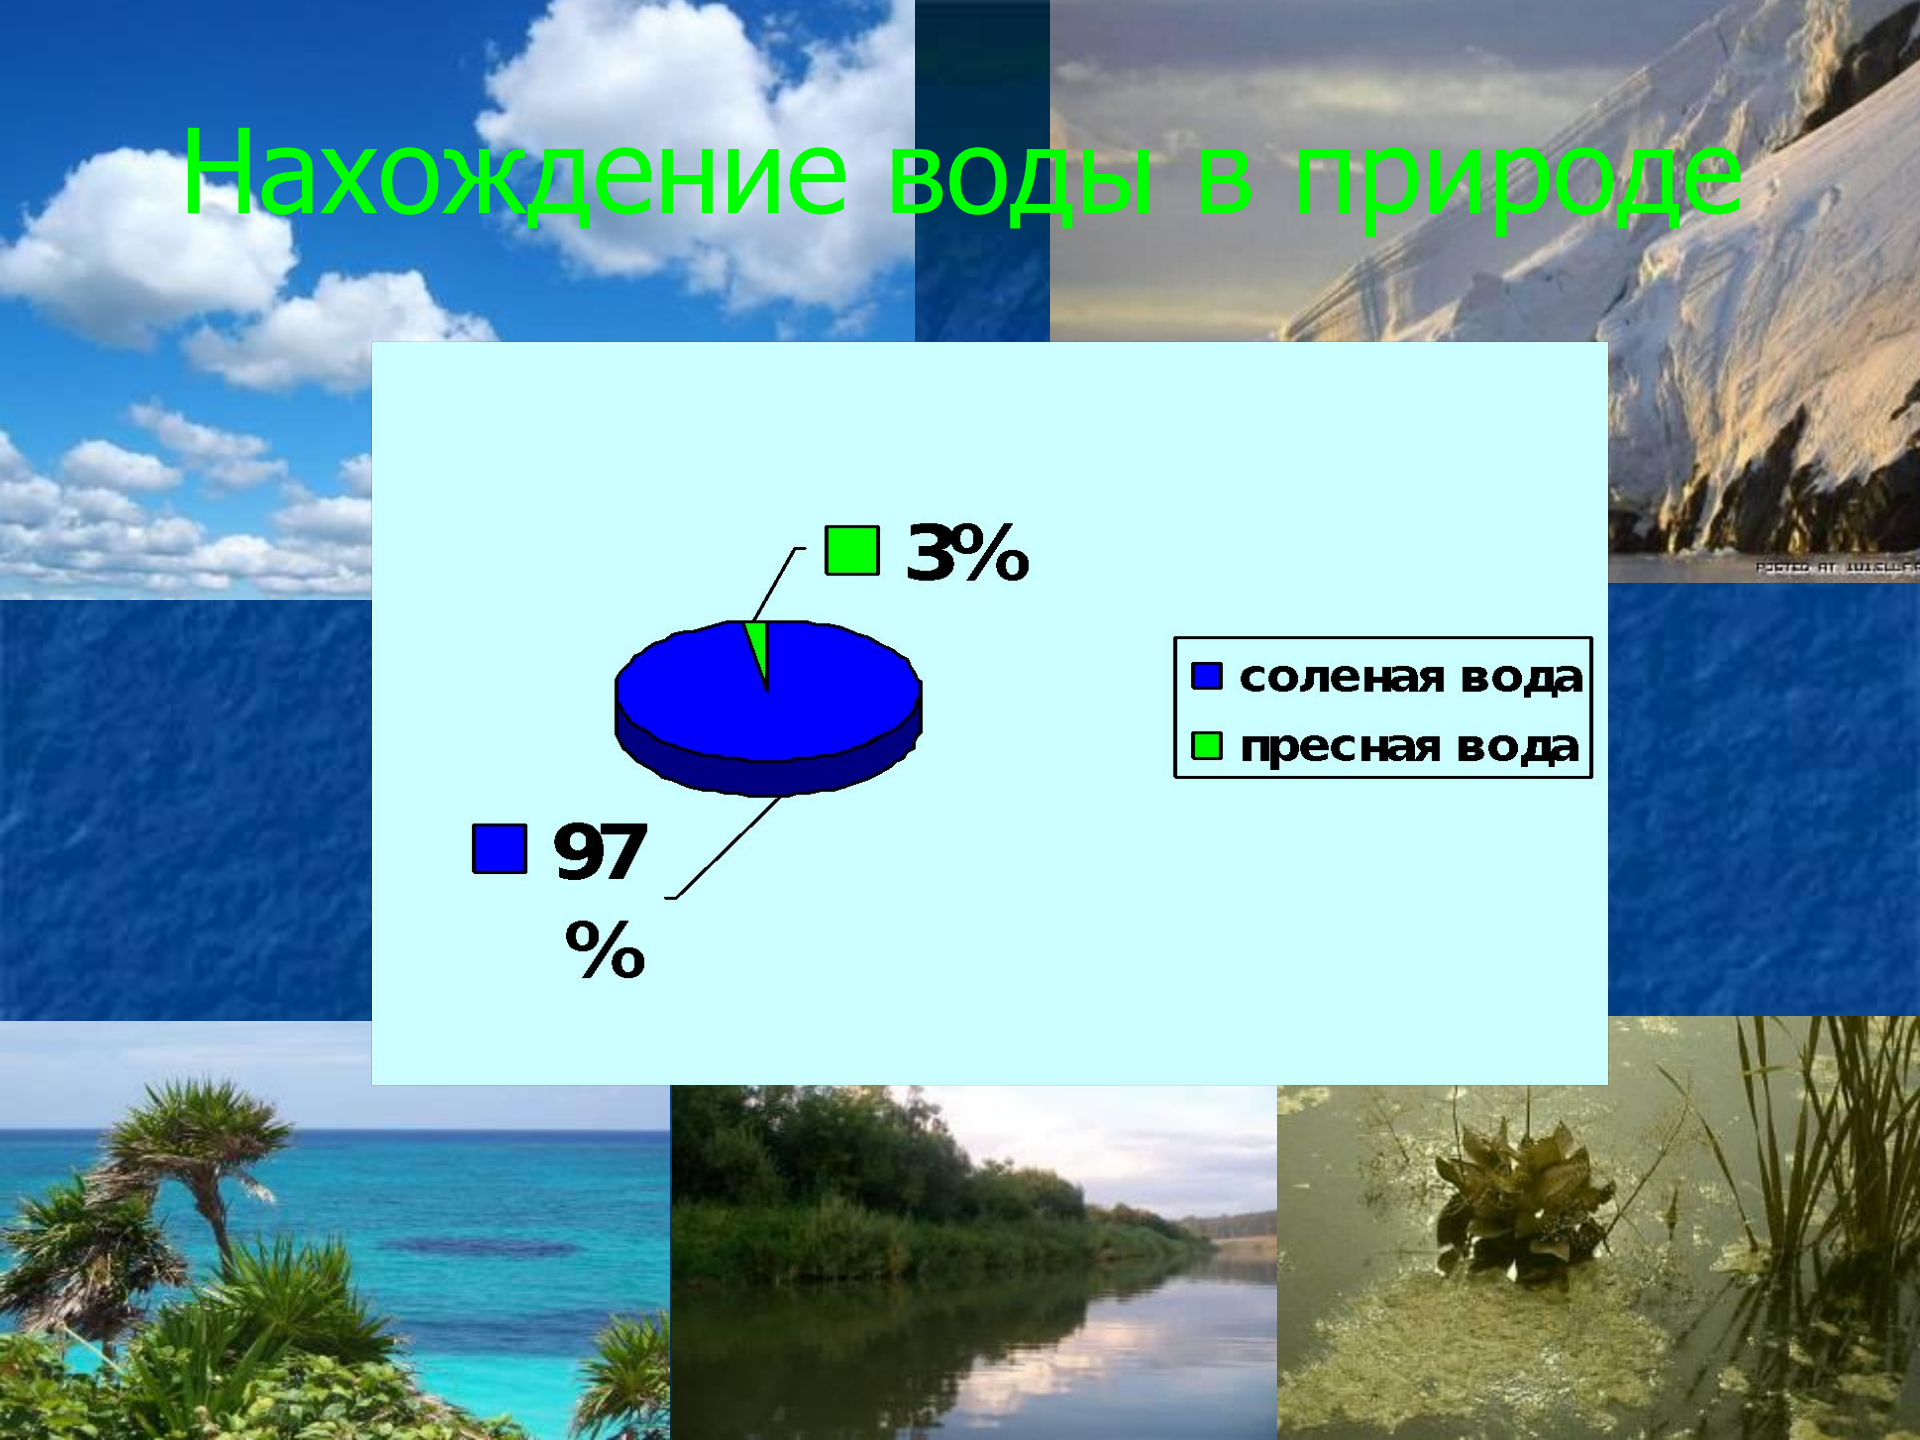 Нахождение воды в природе
3%
соленая вода
пресная вода
97
%